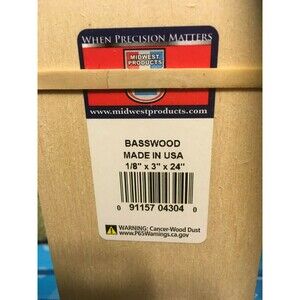 WHEN PRECISION MATTERS
MIDWEST
PRODUCTS
www.midwestproducts.com
BASSWOOD
MADE IN USA
1/8" x 3" x 24"
0 91157 04304 0
WARNING: Cancer-Wood Dust
www.P65Warnings.ca.gov